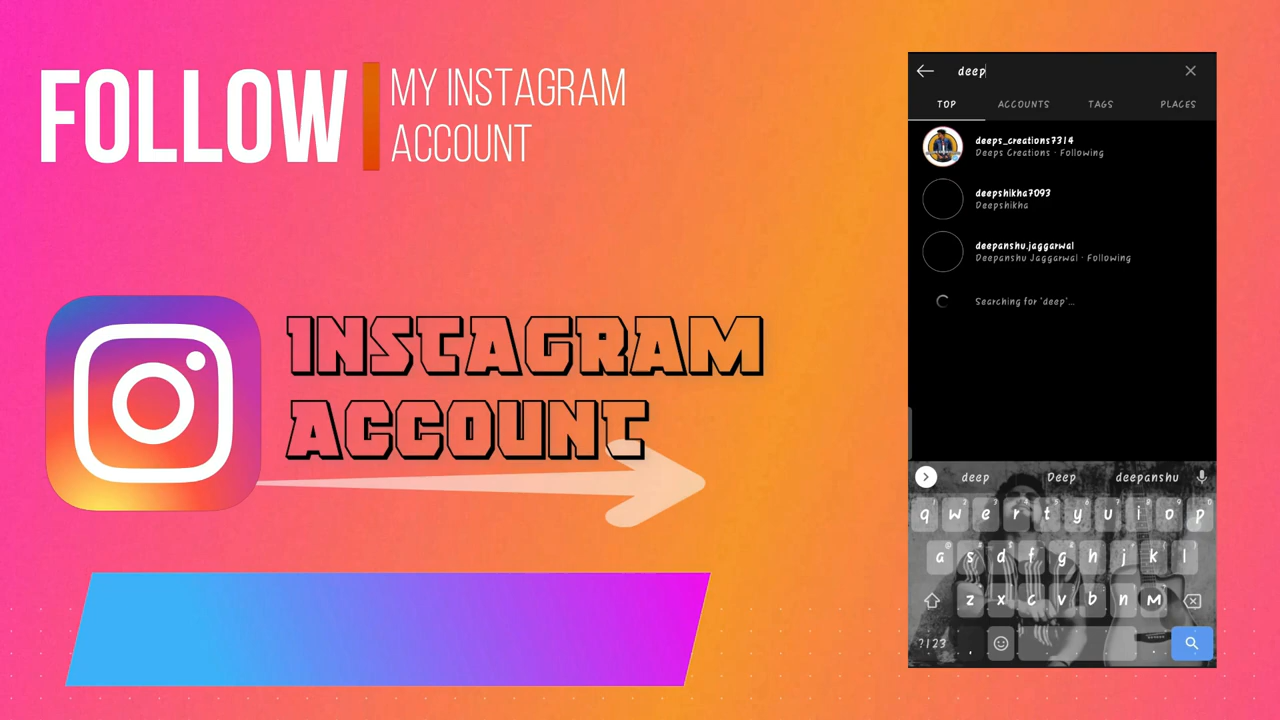 FOLLOW
MY INSTAGRAM
ACCOUNT
INSTAGRAM
ACCOUNT
deep
TOP ACCOUNTS TAGS PLACES
deeps_creations7314
Deeps Creations · Following
deepshikha7093
Deepshikha
deepanshu.jaggarwal
Deepanshu Jaggarwal · Following
Searching for "deep"...
deep Deep deepanshu
q w e r t y u i o p
a s d f g h j k l
z x c v b n m
?123 , .